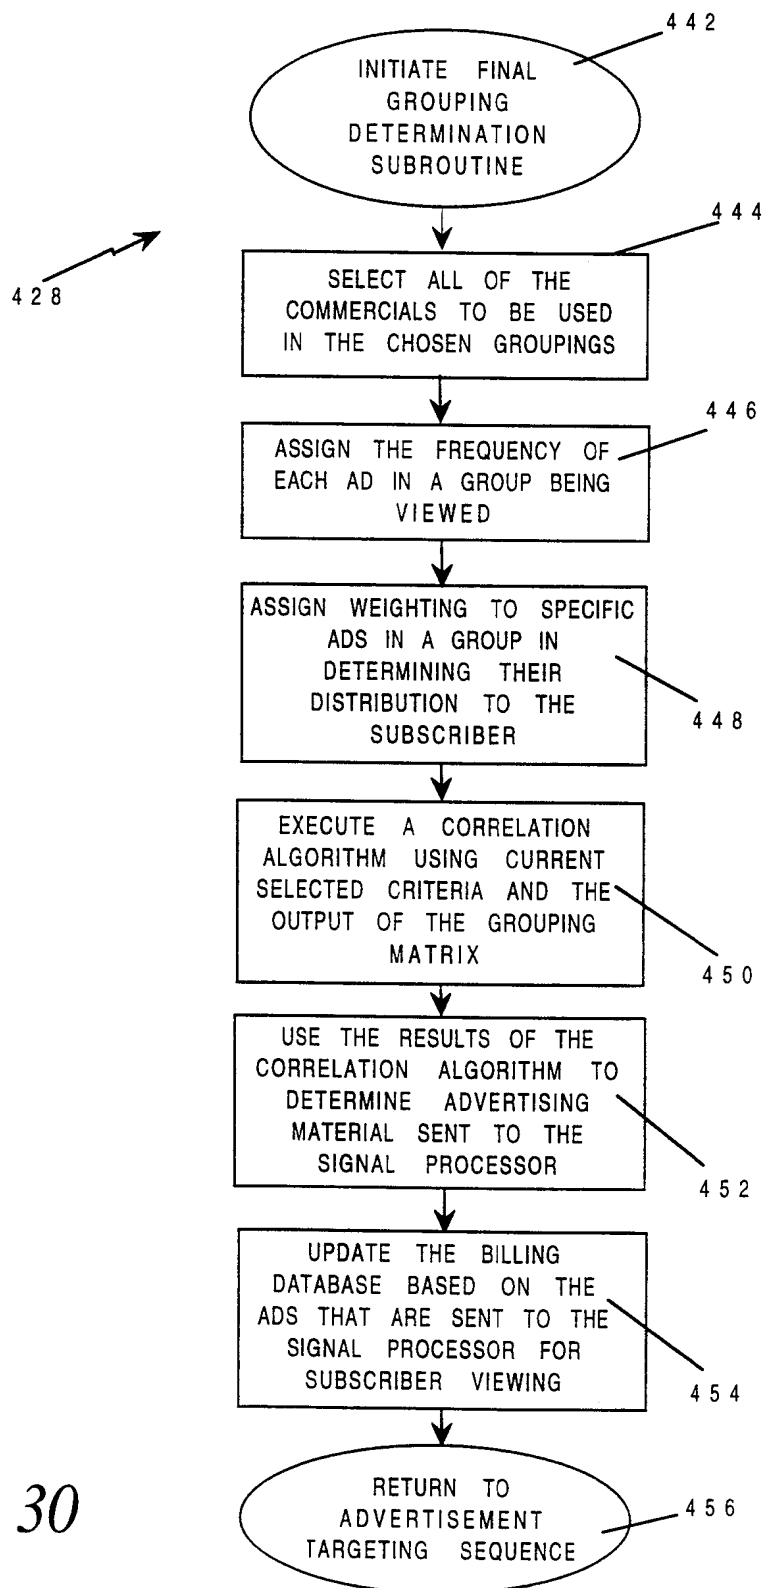 442
INITIATE FINAL
GROUPING
DETERMINATION
SUBROUTINE
444
428
SELECT ALL OF THE
COMMERCIALS TO BE USED
IN THE CHOSEN GROUPINGS
446
ASSIGN THE FREQUENCY OF
EACH AD IN A GROUP BEING
VIEWED
ASSIGN WEIGHTING TO SPECIFIC
ADS IN A GROUP IN
DETERMINING THEIR
DISTRIBUTION TO THE
SUBSCRIBER
448
EXECUTE A CORRELATION
ALGORITHM USING CURRENT
SELECTED CRITERIA AND THE
OUTPUT OF THE GROUPING
MATRIX
450
USE THE RESULTS OF THE
CORRELATION ALGORITHM TO
DETERMINE ADVERTISING
MATERIAL SENT TO THE
SIGNAL PROCESSOR
452
UPDATE THE BILLING
DATABASE BASED ON THE
ADS THAT ARE SENT TO THE
SIGNAL PROCESSOR FOR
SUBSCRIBER VIEWING
454
30
RETURN TO
ADVERTISEMENT
TARGETING SEQUENCE
456